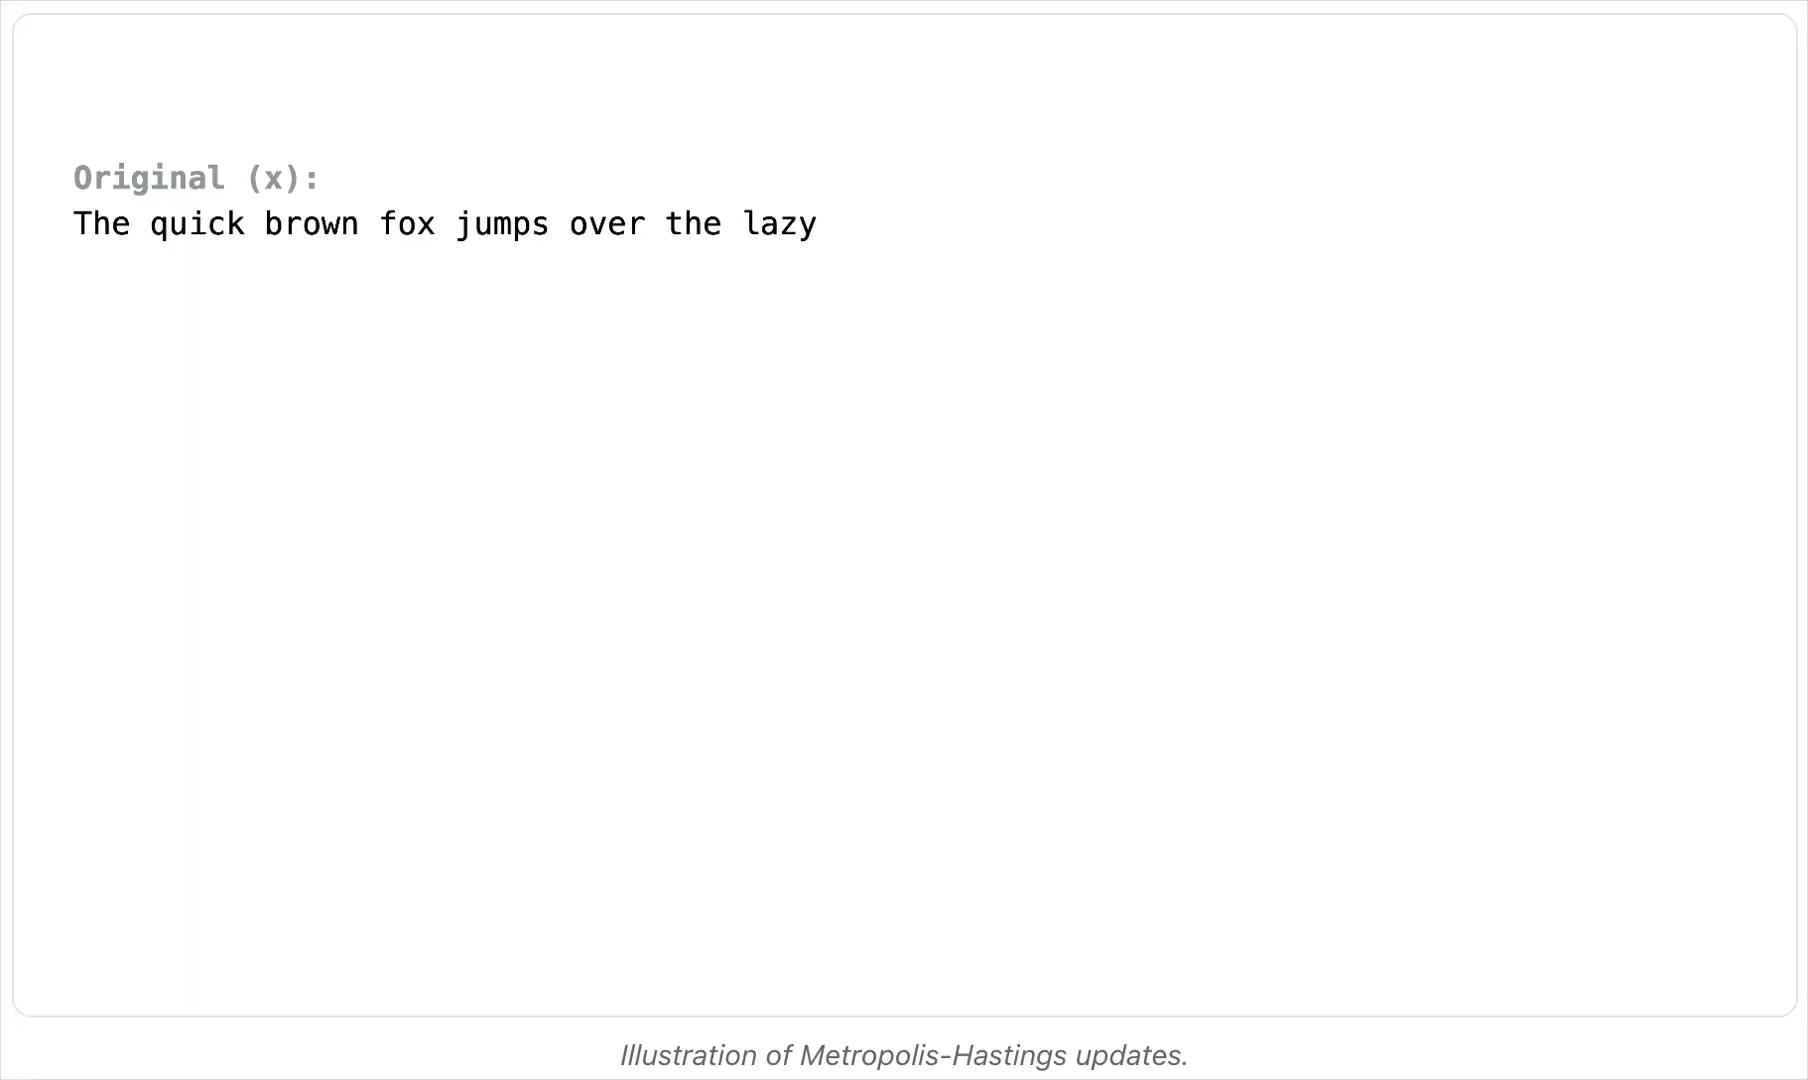 Original (x):
The quick brown fox jumps over the lazy
Illustration of Metropolis-Hastings updates.